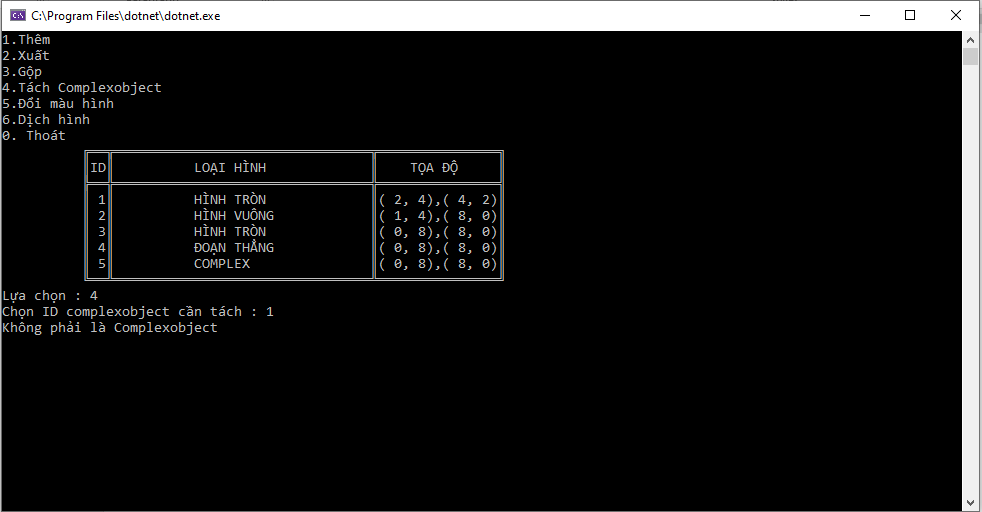 C:\Program Files\dotnet\dotnet.exe
1.Thêm
2.Xuất
3.Gộp
4.Tách Complexobject
5.Đổi màu hình
6.Dịch hình
0. Thoát
ID LOẠI HÌNH TỌA ĐỘ
1 HÌNH TRÒN ( 2, 4),( 4, 2)
2 HÌNH VUÔNG ( 1, 4),( 8, 0)
3 HÌNH TRÒN ( 0, 8),( 8, 0)
4 ĐOẠN THẲNG ( 0, 8),( 8, 0)
5 COMPLEX ( 0, 8),( 8, 0)
Lựa chọn : 4
Chọn ID complexobject cần tách : 1
Không phải là Complexobject